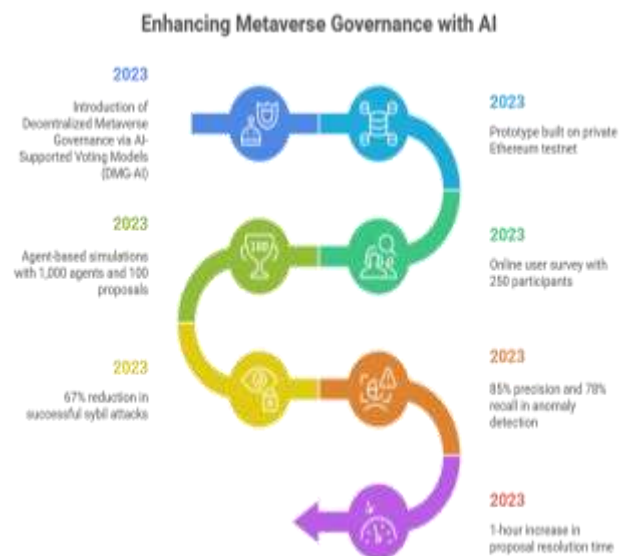 Enhancing Metaverse Governance with AI
2023
Introduction of
Decentralized Metaverse
Governance via AI-
Supported Voting Models
(DMG-AI)
2023
Prototype built on private
Ethereum testnet
2023
Online user survey with
250 participants
2023
Agent-based simulations
with 1,000 agents and 100
proposals
100
2023
67% reduction in
successful sybil attacks
2023
85% precision and 78%
recall in anomaly
detection
2023
1-hour increase in
proposal resolution time